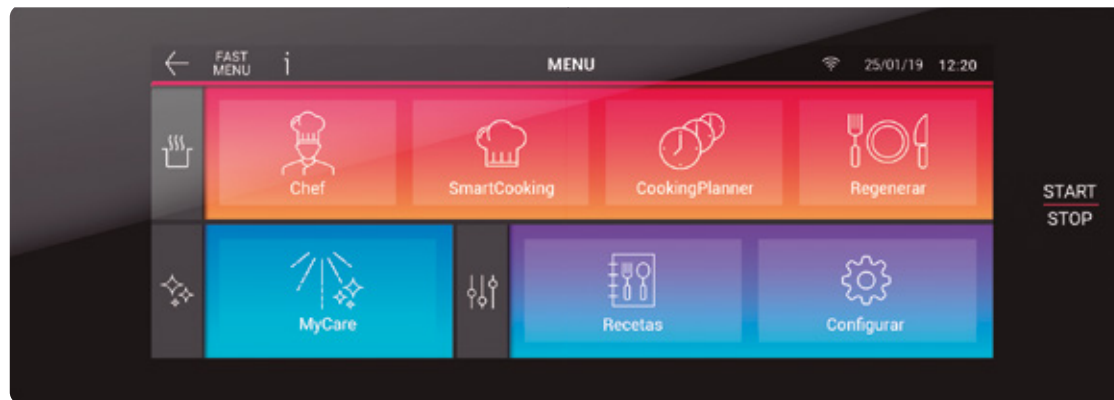 FAST
MENU
i
MENU
25/01/19 12:20
Chef
SmartCooking
CookingPlanner
Regenerar
START
STOP
MyCare
Recetas
Configurar